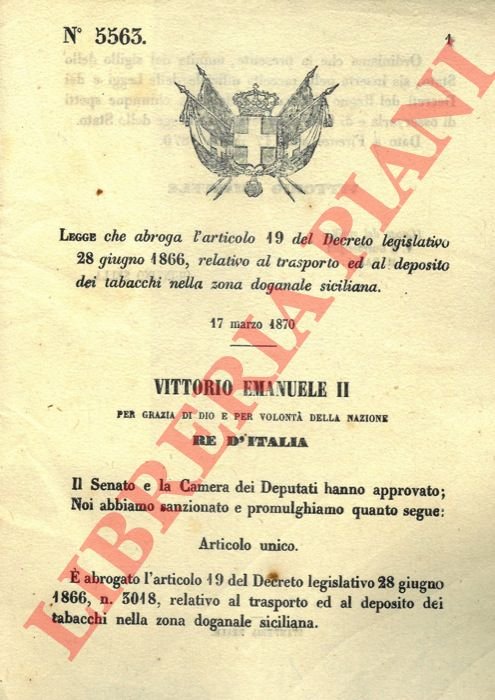 N° 5563.
1
LEGGE che abroga l'articolo 19 del Decreto legislativo
28 giugno 1866, relativo al trasporto ed al deposito
dei tabacchi nella zona doganale siciliana.
17 marzo 1870
VITTORIO EMANUELE II
PER GRAZIA DI DIO E PER VOLONTÀ DELLA NAZIONE
RE D'ITALIA
Il Senato e la Camera dei Deputati hanno approvato;
Noi abbiamo sanzionato e promulghiamo quanto segue:
Articolo unico.
È abrogato l'articolo 19 del Decreto legislativo 28 giugno
1866, n. 3018, relativo al trasporto ed al deposito dei
tabacchi nella zona doganale siciliana.
LIBRERIA PIANI